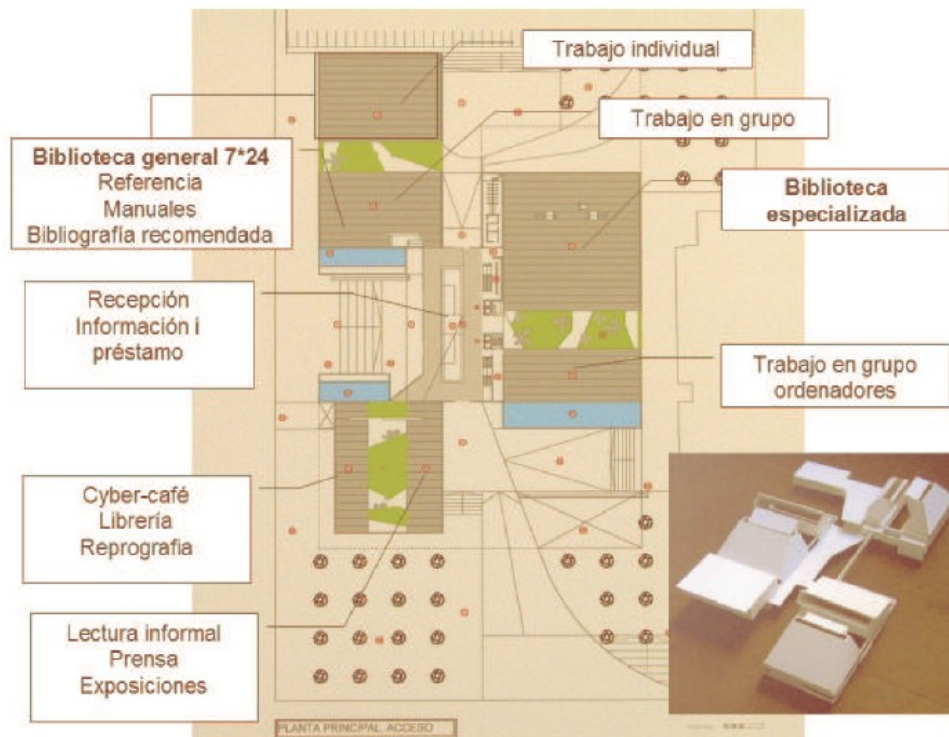 Trabajo individual
Trabajo en grupo
Biblioteca general 7*24
Referencia
Manuales
Bibliografía recomendada
Biblioteca
especializada
Recepción
Información i
préstamo
Trabajo en grupo
ordenadores
Cyber-café
Librería
Reprografia
Lectura informal
Prensa
Exposiciones
PLANTA PRINCIPAL. ACCESO